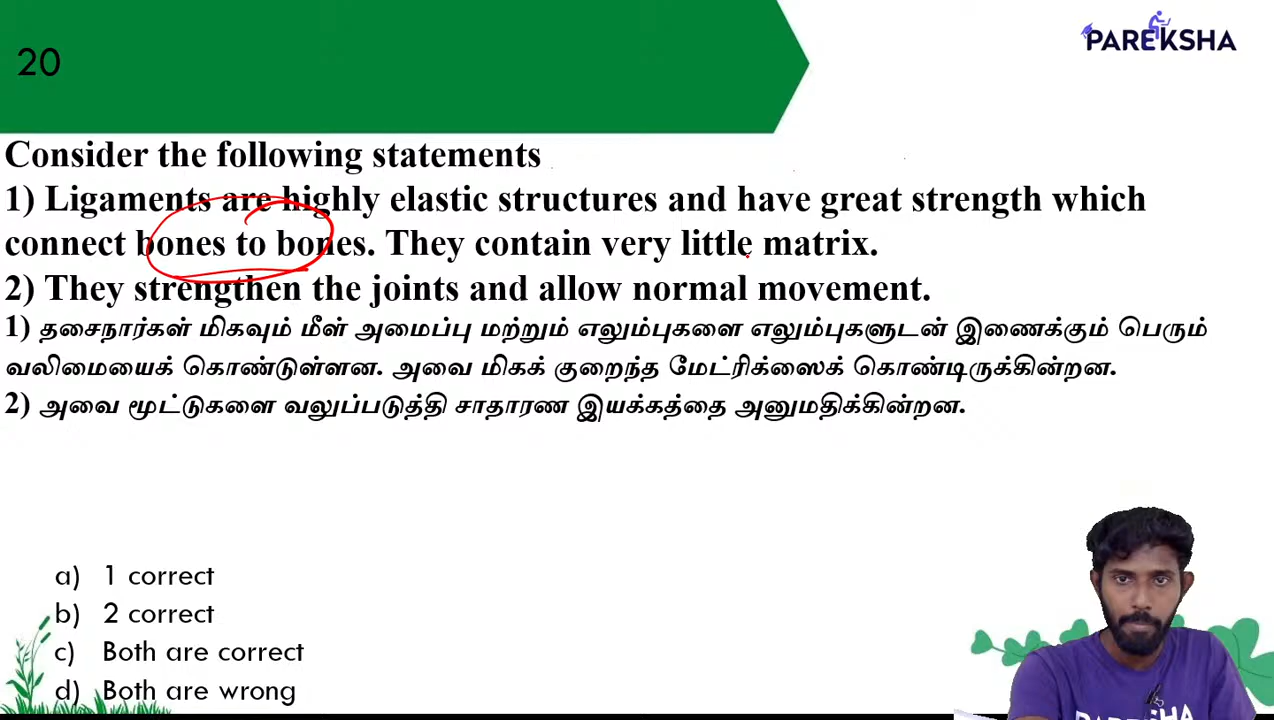 20
PAREKSHA
Consider the following statements
1) Ligaments are highly elastic structures and have great strength which
connect bones to bones. They contain very little matrix.
2) They strengthen the joints and allow normal movement.
1) தசைநார்கள் மிகவும் மீள் அமைப்பு மற்றும் எலும்புகளை எலும்புகளுடன் இணைக்கும் பெரும்
வலிமையைக் கொண்டுள்ளன. அவை மிகக் குறைந்த மேட்ரிக்ஸைக் கொண்டிருக்கின்றன.
2) அவை மூட்டுகளை வலுப்படுத்தி சாதாரண இயக்கத்தை அனுமதிக்கின்றன.
a) 1 correct
b) 2 correct
c) Both are correct
d) Both are wrong
PAREKSHA